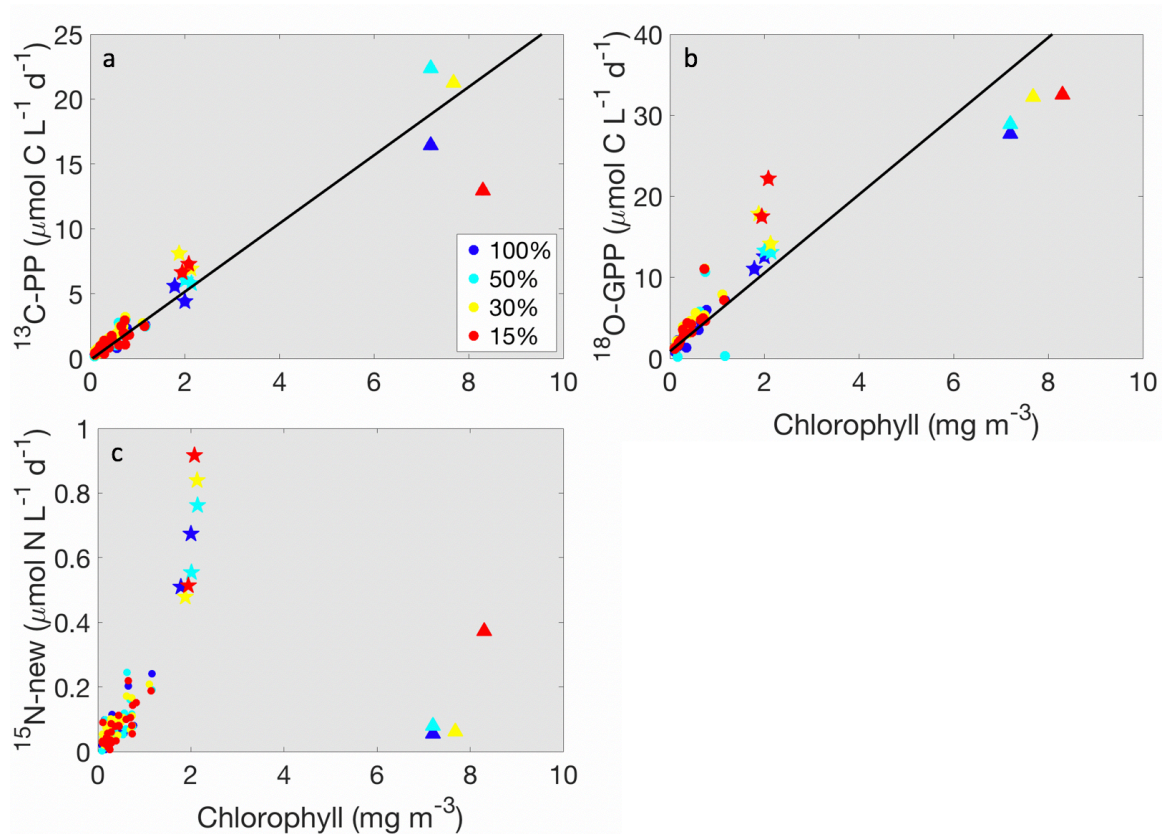 a
25
20
15
10
5
0
¹³C-PP (μmol C L⁻¹ d⁻¹)
0 2 4 6 8 10
100%
50%
30%
15%
b
40
30
20
10
0
¹⁸O-GPP (μmol C L⁻¹ d⁻¹)
0 2 4 6 8 10
Chlorophyll (mg m⁻³)
c
1
0.8
0.6
0.4
0.2
0
¹⁵N-new (μmol N L⁻¹ d⁻¹)
0 2 4 6 8 10
Chlorophyll (mg m⁻³)